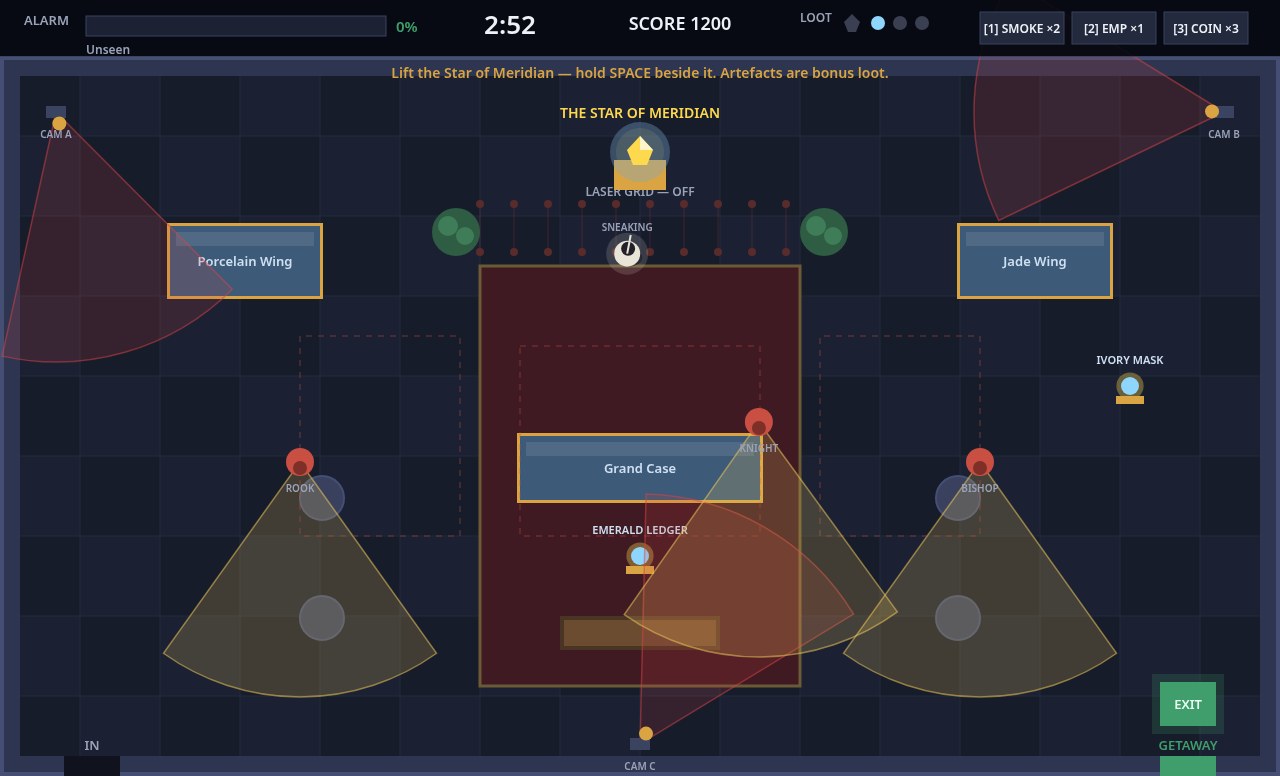 ALARM
0%
Unseen
2:52
SCORE 1200
LOOT
[1] SMOKE ×2
[2] EMP ×1
[3] COIN ×3
Lift the Star of Meridian — hold SPACE beside it. Artefacts are bonus loot.
THE STAR OF MERIDIAN
CAM A
CAM B
LASER GRID — OFF
SNEAKING
Porcelain Wing
Jade Wing
IVORY MASK
KNIGHT
Grand Case
ROOK
BISHOP
EMERALD LEDGER
EXIT
IN
GETAWAY
CAM C